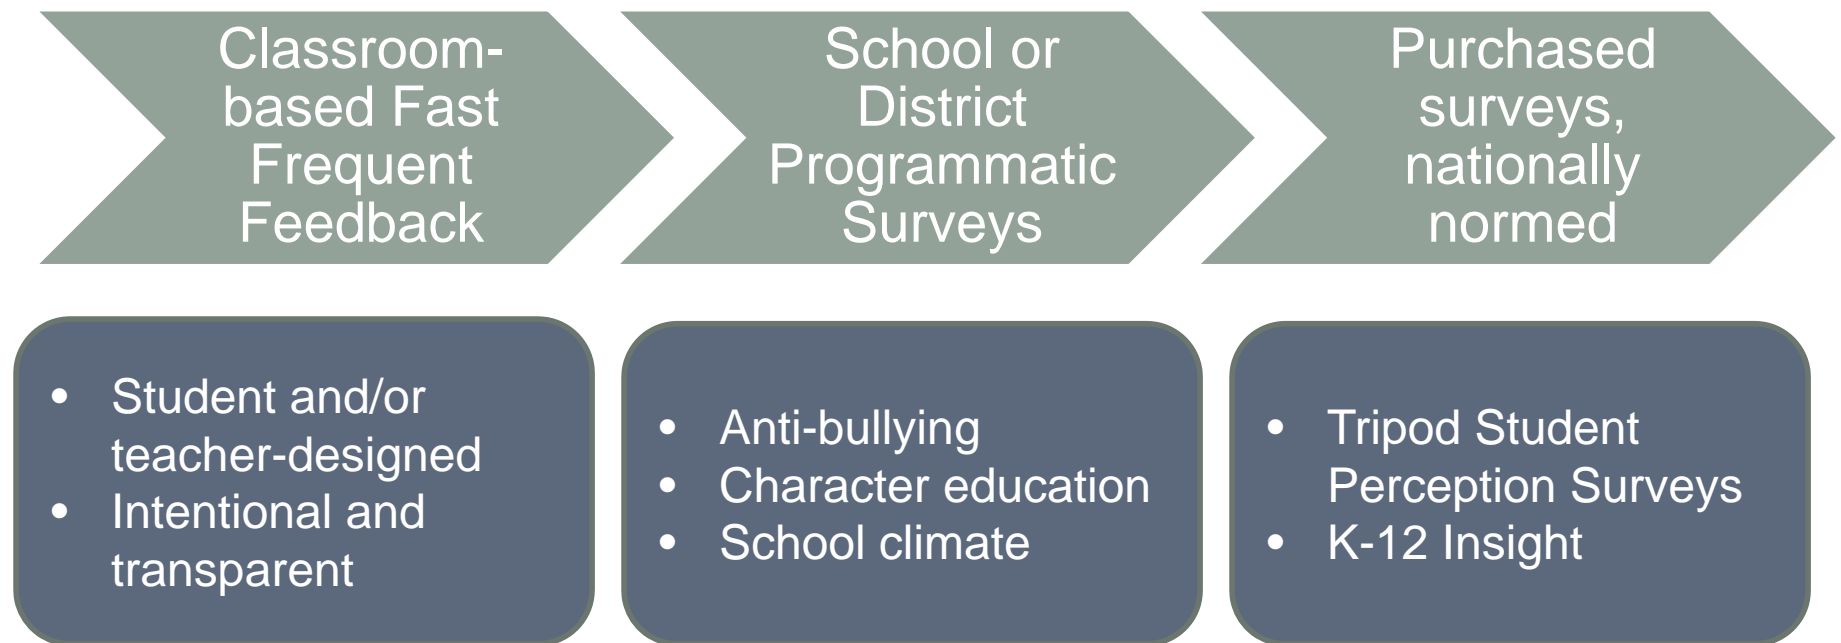 Classroom-
based Fast
Frequent
Feedback
School or
District
Programmatic
Surveys
Purchased
surveys,
nationally
normed
• Student and/or
teacher-designed
• Intentional and
transparent
• Anti-bullying
• Character education
• School climate
• Tripod Student
Perception Surveys
• K-12 Insight